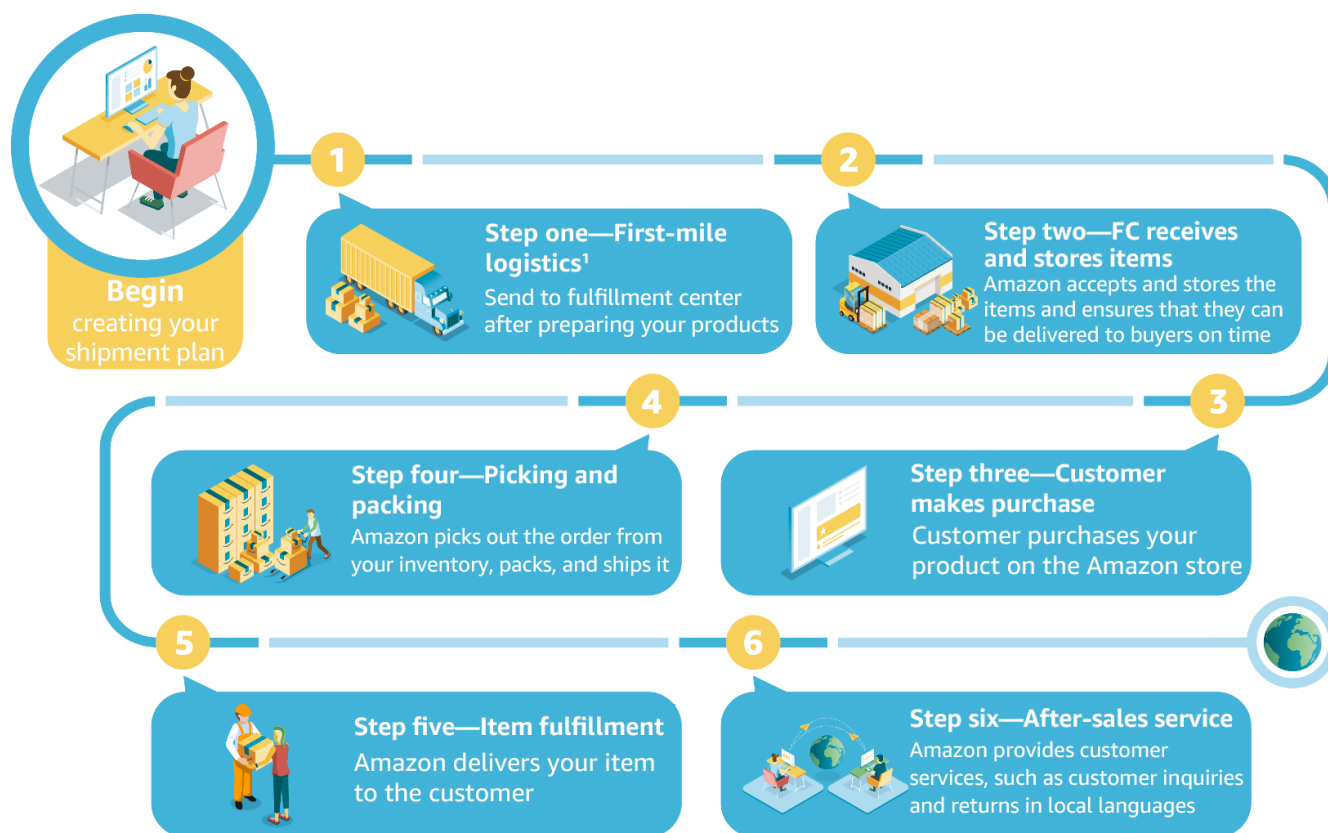 Begin
creating your
shipment plan
1
Step one—First-mile
logistics¹
Send to fulfillment center
after preparing your products
2
Step two—FC receives
and stores items
Amazon accepts and stores the
items and ensures that they can
be delivered to buyers on time
3
Step three—Customer
makes purchase
Customer purchases your
product on the Amazon store
4
Step four—Picking and
packing
Amazon picks out the order from
your inventory, packs, and ships it
5
Step five—Item fulfillment
Amazon delivers your item
to the customer
6
Step six—After-sales service
Amazon provides customer
services, such as customer inquiries
and returns in local languages